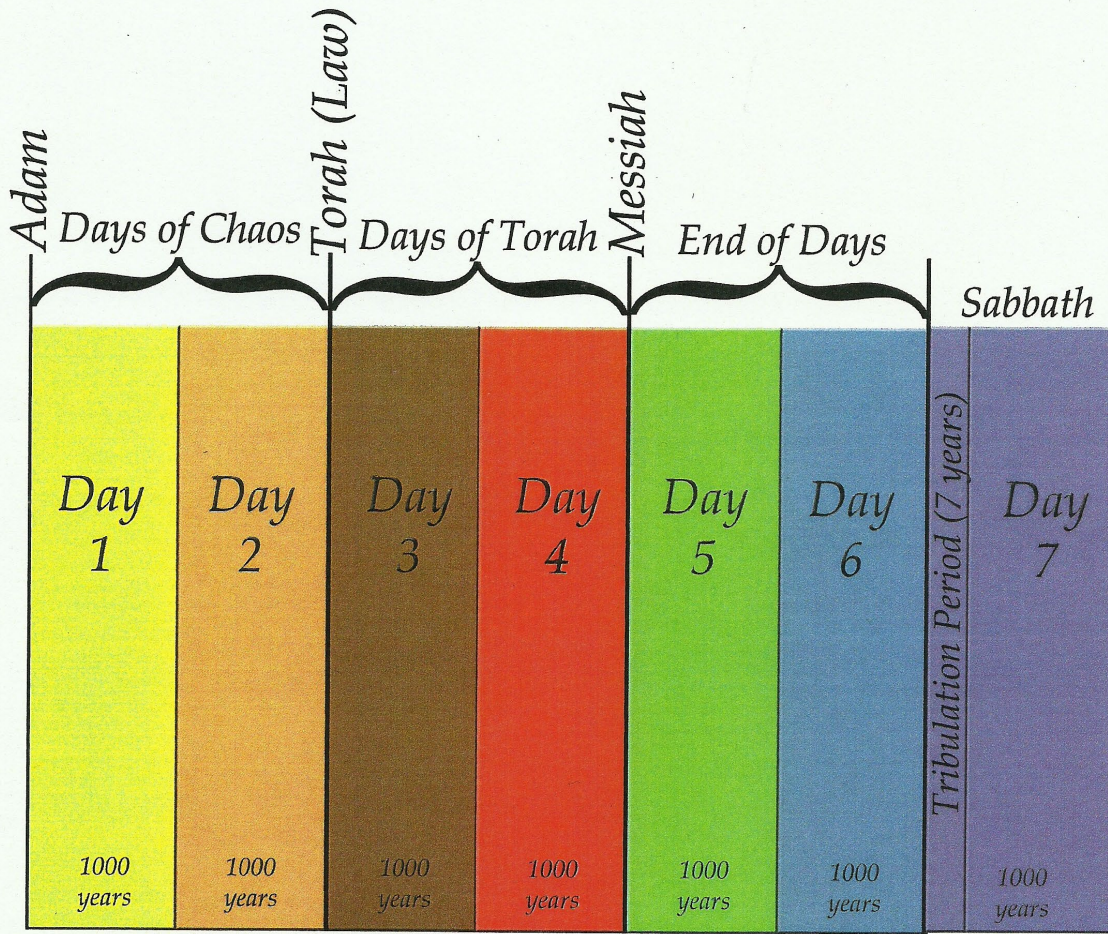 Adam
Days of Chaos
Torah (Law)
Days of Torah
Messiah
End of Days
Sabbath
Day
1
Day
2
Day
3
Day
4
Day
5
Day
6
Tribulation Period (7 years)
Day
7
1000
years
1000
years
1000
years
1000
years
1000
years
1000
years
1000
years